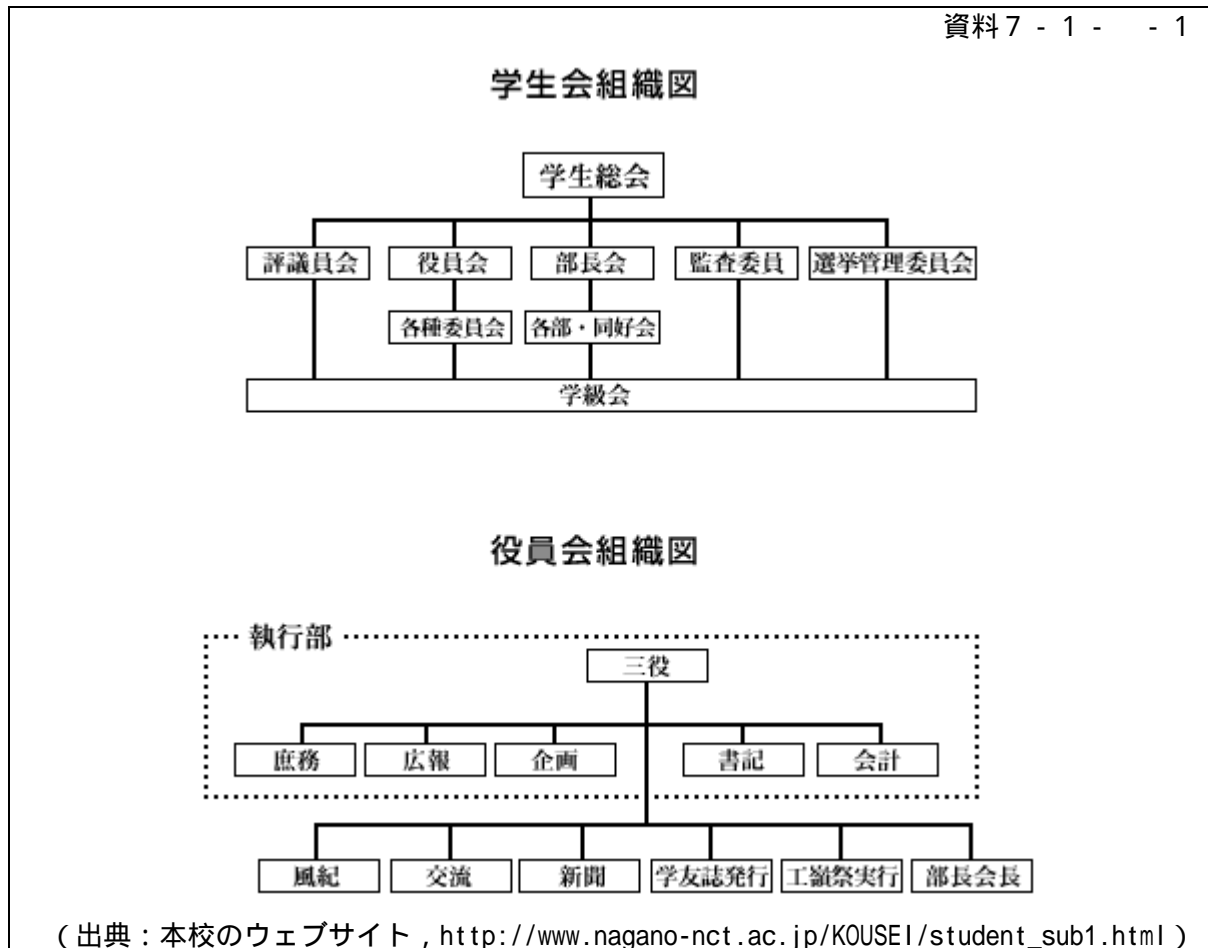 資料7-1- -1
学生会組織図
学生総会
評議員会 役員会 部長会 監査委員 選挙管理委員会
各種委員会 各部・同好会
学級会
役員会組織図
執行部
三役
庶務 広報 企画 書記 会計
風紀 交流 新聞 学友誌発行 工嶺祭実行 部長会長
(出典:本校のウェブサイト,http://www.nagano-nct.ac.jp/KOUSEI/student_sub1.html)